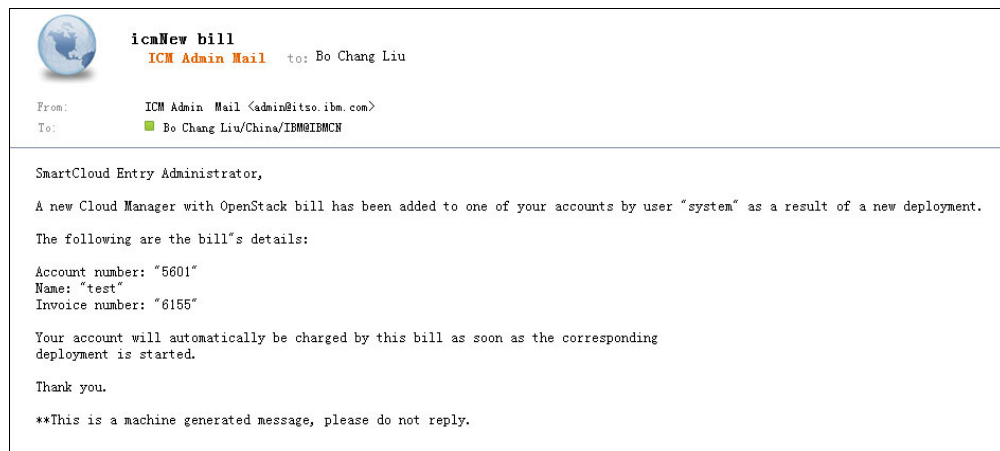 icmNew bill
ICM Admin Mail to: Bo Chang Liu
From: ICM Admin Mail <admin@itso.ibm.com>
To: Bo Chang Liu/China/IBM@IBMCN
SmartCloud Entry Administrator,
A new Cloud Manager with OpenStack bill has been added to one of your accounts by user "system" as a result of a new deployment.
The following are the bill"s details:
Account number: "5601"
Name: "test"
Invoice number: "6155"
Your account will automatically be charged by this bill as soon as the corresponding
deployment is started.
Thank you.
**This is a machine generated message, please do not reply.